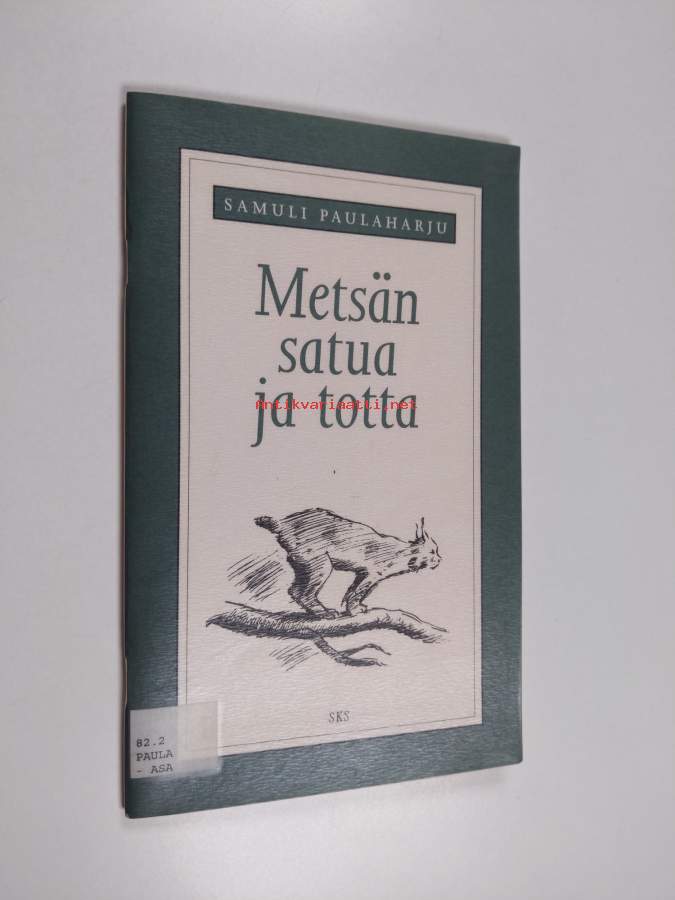 SAMULI PAULAHARJU
Metsän
satua
Antikvariaatti.net
ja totta
SKS
82.2
PAULA
- ASA